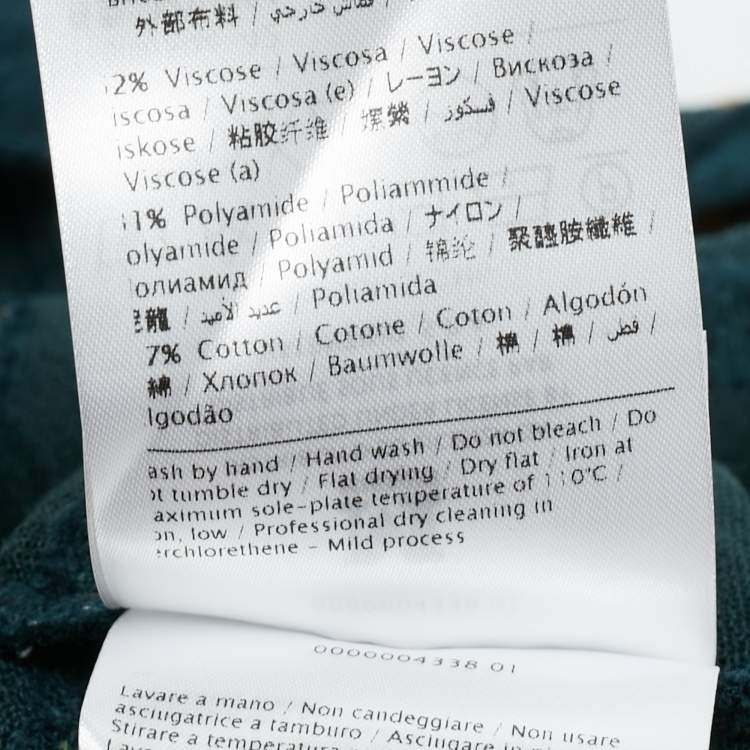 外部布料 / قماش خارجي /
2% Viscose / Viscosa / Viscose /
iscosa / Viscosa (e) / レーヨン / Вискоза /
iskose / 粘胶纤维 / 嫘縈 / فسكوز / Viscose
Viscose (a)
1% Polyamide / Poliammide /
olyamide / Poliamida / ナイロン /
олиамид / Polyamid / 锦纶 / 聚醯胺纖維 /
龍 / عديد الأميد / Poliamida
7% Cotton / Cotone / Coton / Algodón
綿 / Хлопок / Baumwolle / 棉 / 棉 / قطن /
lgodão
ash by hand / Hand wash / Do not bleach / Do
ot tumble dry / Flat drying / Dry flat / Iron at
aximum sole-plate temperature of 110°C /
on, low / Professional dry cleaning in
erchlorethene - Mild process
0000004338 01
Lavare a mano / Non candeggiare / Non usare
asciugatrice a tamburo / Asciugare in
Stirare a temperatura